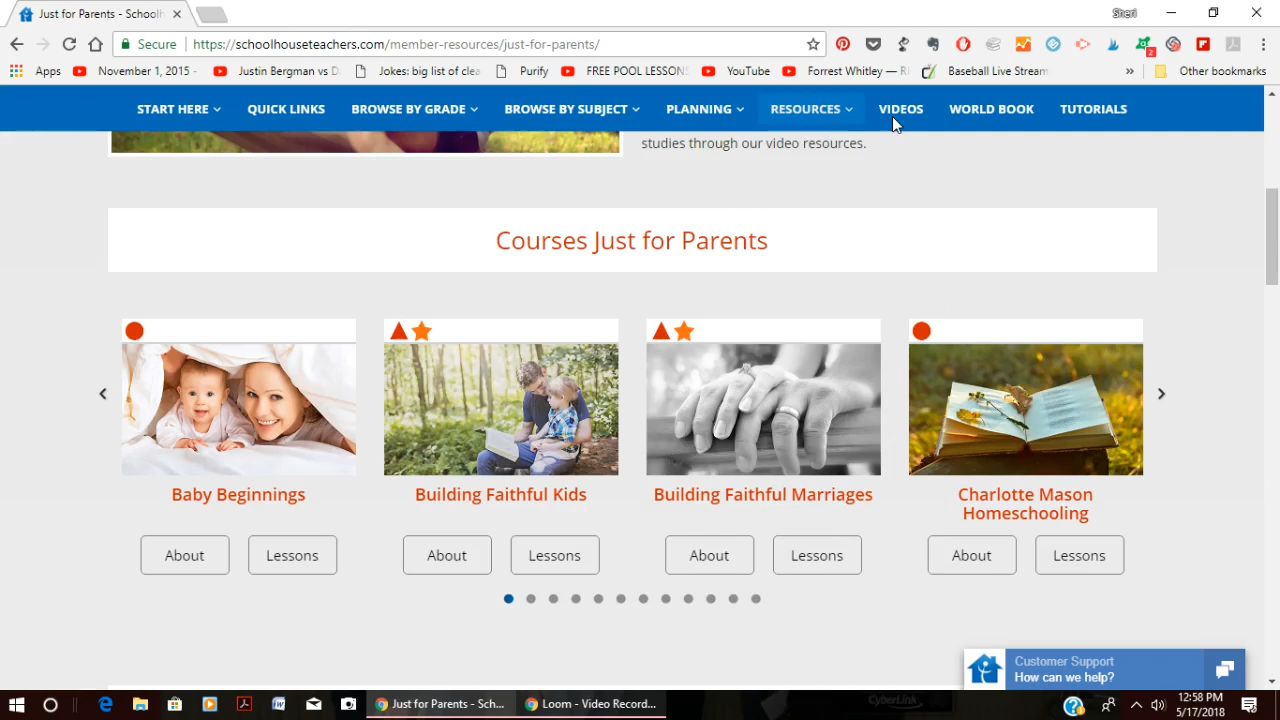 Just for Parents - Schoolh
Sheri
Secure
https://schoolhouseteachers.com/member-resources/just-for-parents/
2
Apps
November 1, 2015 -
Justin Bergman vs Da
Jokes: big list of clea
Purify
FREE POOL LESSONS
YouTube
Forrest Whitley — Ri
Baseball Live Stream
»
Other bookmarks
START HERE
QUICK LINKS
BROWSE BY GRADE
BROWSE BY SUBJECT
PLANNING
RESOURCES
VIDEOS
WORLD BOOK
TUTORIALS
studies through our video resources.
Courses Just for Parents
Baby Beginnings
Building Faithful Kids
Building Faithful Marriages
Charlotte Mason
Homeschooling
About
Lessons
About
Lessons
About
Lessons
About
Lessons
Customer Support
How can we help?
Just for Parents - Sch...
Loom - Video Record...
CyberLink
12:58 PM
5/17/2018